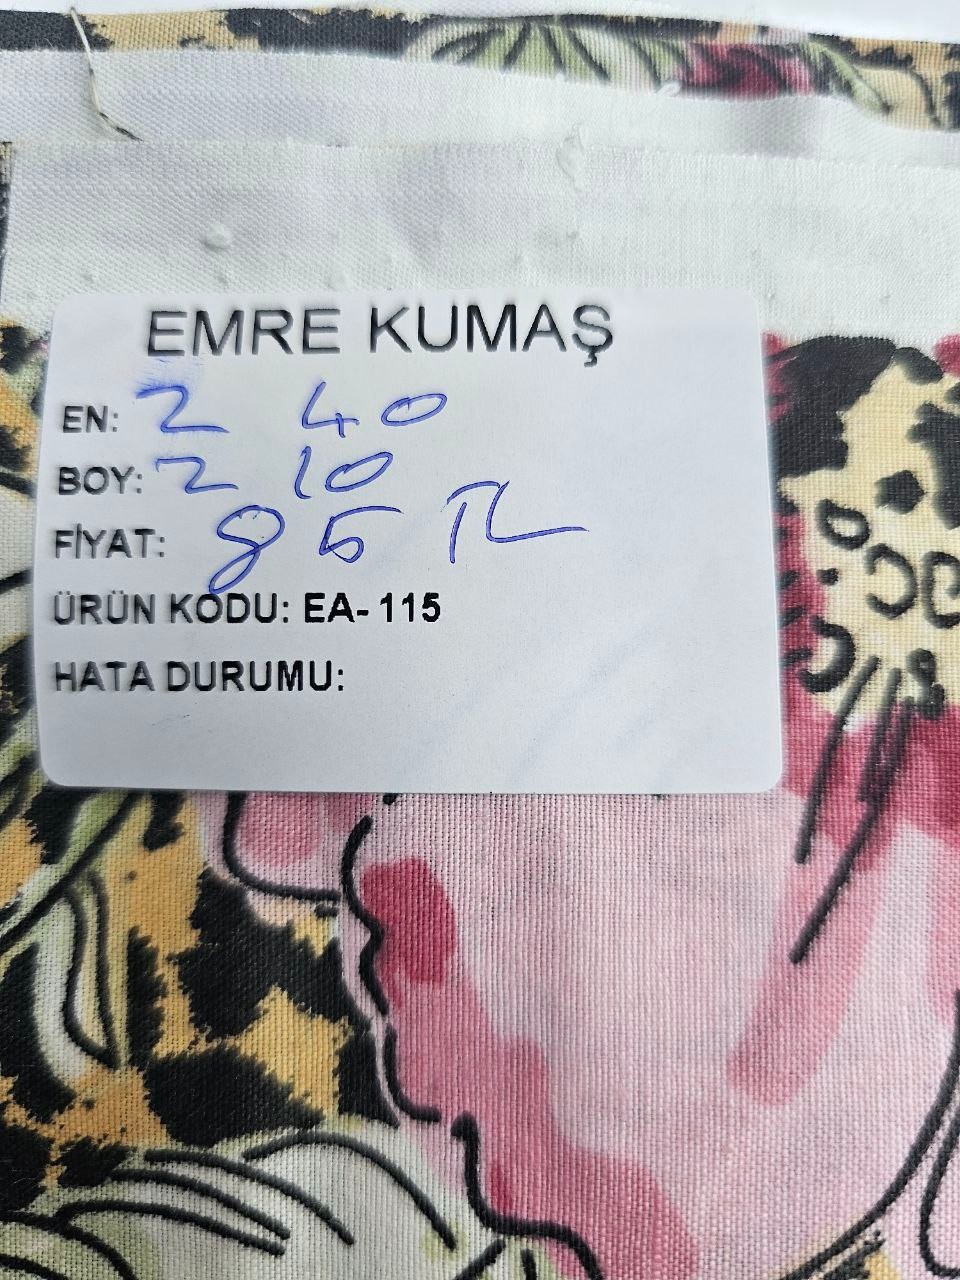 EMRE KUMAŞ
EN: 2 40
BOY: 2 10
FİYAT: 85 TL
ÜRÜN KODU: EA- 115
HATA DURUMU: